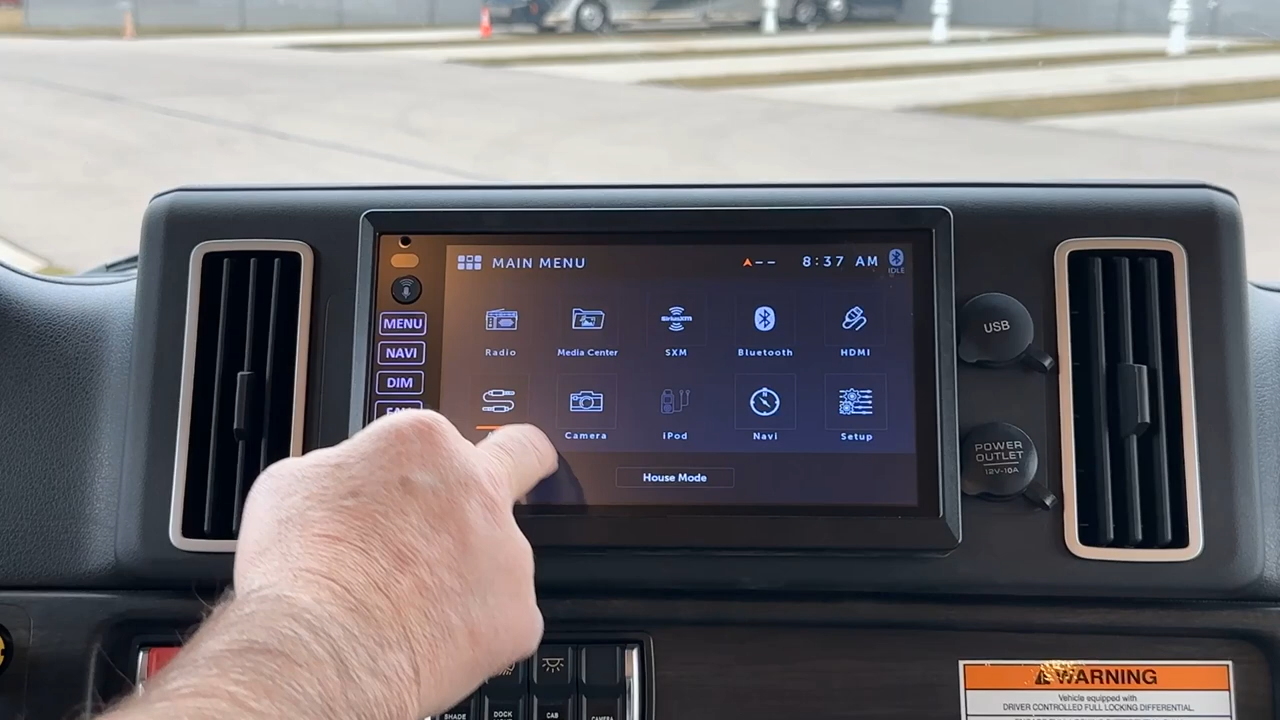 MAIN MENU
-- 8:37 AM
IDLE
MENU
NAVI
DIM
Radio
Media Center
SiriusXM
SXM
Bluetooth
HDMI
Camera
iPod
N
Navi
Setup
House Mode
USB
POWER
OUTLET
12V-10A
SHADE
DOCK
CAB
CAMERA
WARNING
Vehicle equipped with
DRIVER CONTROLLED FULL LOCKING DIFFERENTIAL.